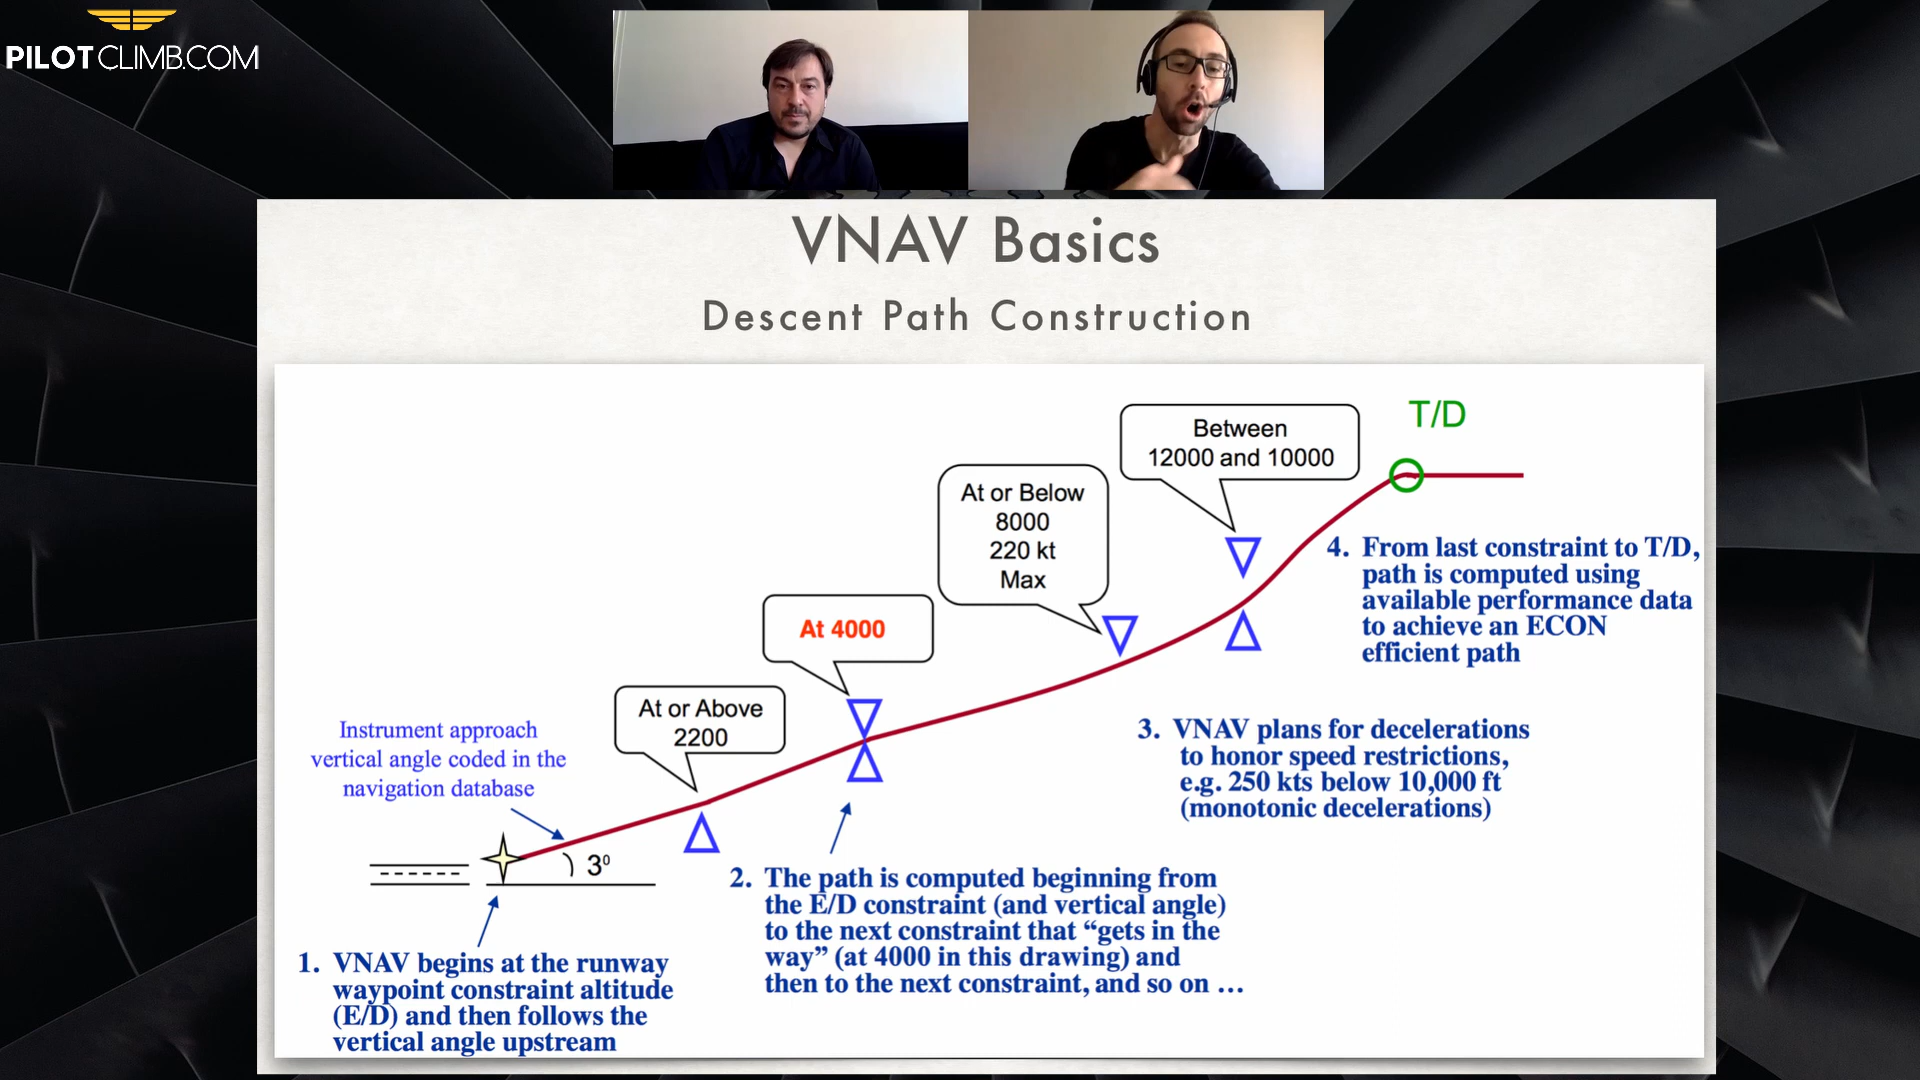 PILOTCLIMB.COM
VNAV Basics
Descent Path Construction
T/D
Between
12000 and 10000
At or Below
8000
220 kt
Max
At 4000
At or Above
2200
Instrument approach
vertical angle coded in the
navigation database
3⁰
4. From last constraint to T/D,
path is computed using
available performance data
to achieve an ECON
efficient path
3. VNAV plans for decelerations
to honor speed restrictions,
e.g. 250 kts below 10,000 ft
(monotonic decelerations)
2. The path is computed beginning from
the E/D constraint (and vertical angle)
to the next constraint that “gets in the
way” (at 4000 in this drawing) and
then to the next constraint, and so on …
1. VNAV begins at the runway
waypoint constraint altitude
(E/D) and then follows the
vertical angle upstream